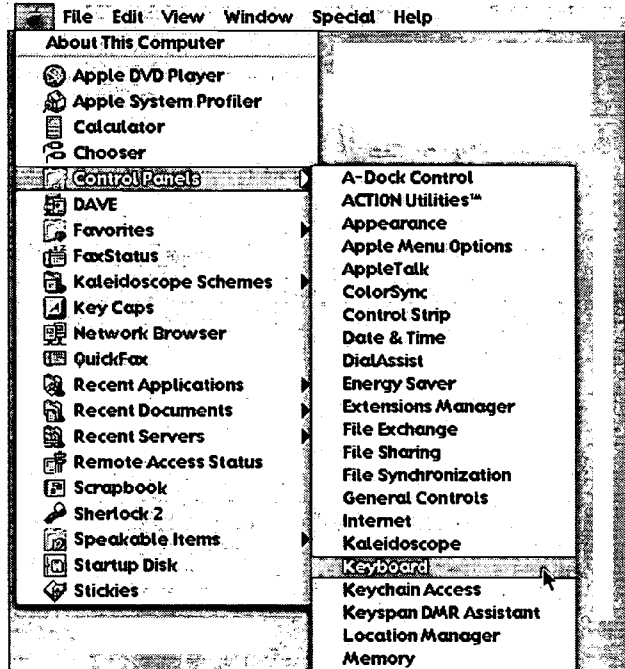 File Edit View Window Special Help
About This Computer
Apple DVD Player
Apple System Profiler
Calculator
Chooser
Control Panels
DAVE
Favorites
FaxStatus
Kaleidoscope Schemes
Key Caps
Network Browser
QuickFax
Recent Applications
Recent Documents
Recent Servers
Remote Access Status
Scrapbook
Sherlock 2
Speakable Items
Startup Disk
Stickies
A-Dock Control
ACTION Utilities™
Appearance
Apple Menu Options
AppleTalk
ColorSync
Control Strip
Date & Time
DialAssist
Energy Saver
Extensions Manager
File Exchange
File Sharing
File Synchronization
General Controls
Internet
Kaleidoscope
Keyboard
Keychain Access
Keyspan DMR Assistant
Location Manager
Memory